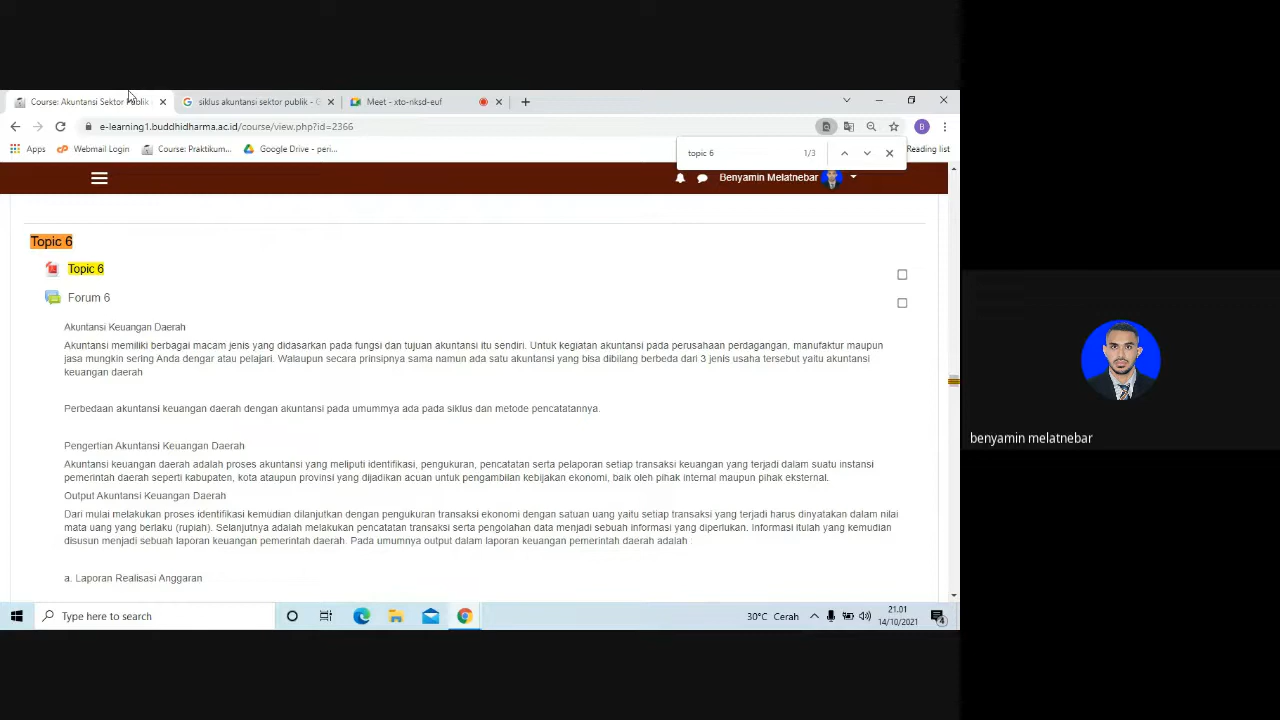 Course: Akuntansi Sektor Publik
siklus akuntansi sektor publik - G
Meet - xto-nksd-euf
e-learning1.buddhidharma.ac.id/course/view.php?id=2366
Apps
Webmail Login
Course: Praktikum...
Google Drive - peri...
topic 6
1/3
Reading list
B
Benyamin Melatnebar
Topic 6
Topic 6
Forum 6
Akuntansi Keuangan Daerah
Akuntansi memiliki berbagai macam jenis yang didasarkan pada fungsi dan tujuan akuntansi itu sendiri. Untuk kegiatan akuntansi pada perusahaan perdagangan, manufaktur maupun
jasa mungkin sering Anda dengar atau pelajari. Walaupun secara prinsipnya sama namun ada satu akuntansi yang bisa dibilang berbeda dari 3 jenis usaha tersebut yaitu akuntansi
keuangan daerah
Perbedaan akuntansi keuangan daerah dengan akuntansi pada umummya ada pada siklus dan metode pencatatannya.
Pengertian Akuntansi Keuangan Daerah
Akuntansi keuangan daerah adalah proses akuntansi yang meliputi identifikasi, pengukuran, pencatatan serta pelaporan setiap transaksi keuangan yang terjadi dalam suatu instansi
pemerintah daerah seperti kabupaten, kota ataupun provinsi yang dijadikan acuan untuk pengambilan kebijakan ekonomi, baik oleh pihak internal maupun pihak eksternal.
Output Akuntansi Keuangan Daerah
Dari mulai melakukan proses identifikasi kemudian dilanjutkan dengan pengukuran transaksi ekonomi dengan satuan uang yaitu setiap transaksi yang terjadi harus dinyatakan dalam nilai
mata uang yang berlaku (rupiah). Selanjutnya adalah melakukan pencatatan transaksi serta pengolahan data menjadi sebuah informasi yang diperlukan. Informasi itulah yang kemudian
disusun menjadi sebuah laporan keuangan pemerintah daerah. Pada umumnya output dalam laporan keuangan pemerintah daerah adalah :
a. Laporan Realisasi Anggaran
benyamin melatnebar
Type here to search
30°C Cerah
21.01
14/10/2021
4